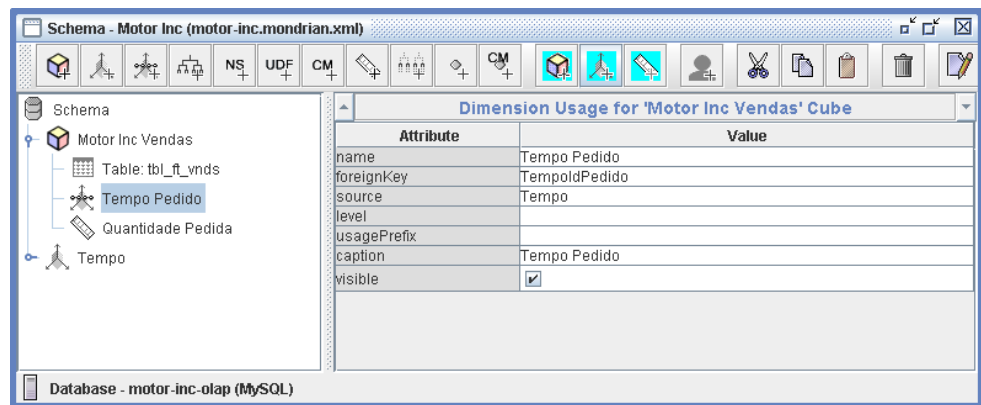 Schema - Motor Inc (motor-inc.mondrian.xml)
NS UDF CM CM
Schema
Motor Inc Vendas
Table: tbl_ft_vnds
Tempo Pedido
Quantidade Pedida
Tempo
Dimension Usage for 'Motor Inc Vendas' Cube
Attribute Value
name Tempo Pedido
foreignKey TempoIdPedido
source Tempo
level
usagePrefix
caption Tempo Pedido
visible
Database - motor-inc-olap (MySQL)